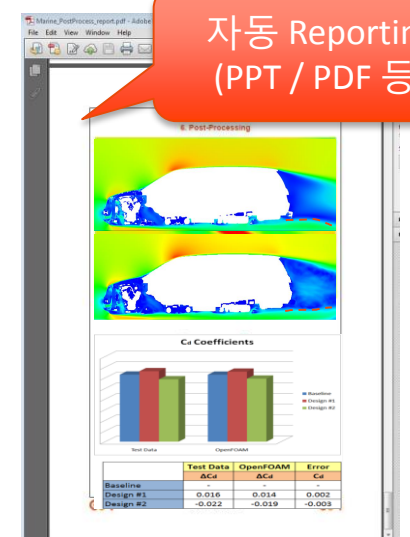 Marine_PostProcess_report.pdf - Adobe
File Edit View Window Help
자동 Reportin
(PPT / PDF 등
6. Post-Processing
Cd Coefficients
Baseline
Design #1
Design #2
Test Data OpenFOAM
Test Data OpenFOAM Error
ΔCd ΔCd Cd
Baseline - -
Design #1 0.016 0.014 0.002
Design #2 -0.022 -0.019 -0.003